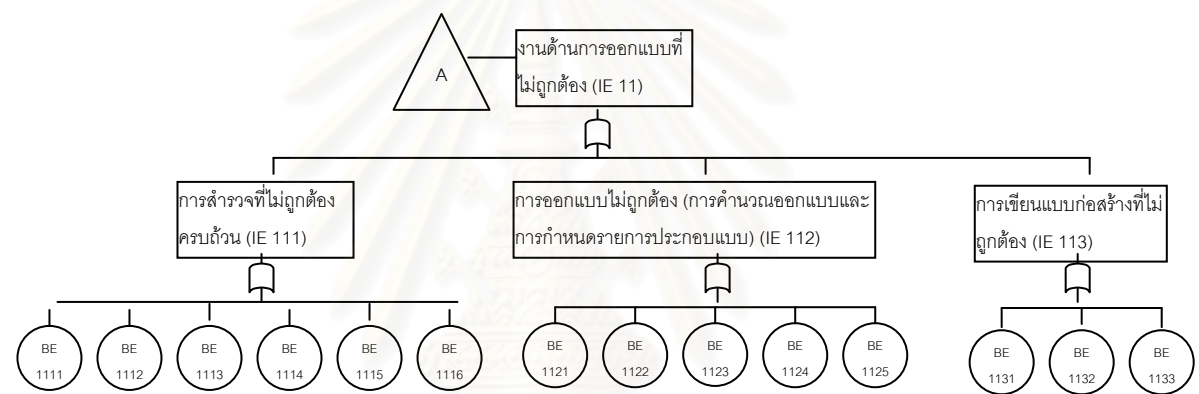 A
งานด้านการออกแบบที่
ไม่ถูกต้อง (IE 11)
การสำรวจที่ไม่ถูกต้อง
ครบถ้วน (IE 111)
การออกแบบไม่ถูกต้อง (การคำนวณออกแบบและ
การกำหนดรายการประกอบแบบ) (IE 112)
การเขียนแบบก่อสร้างที่ไม่
ถูกต้อง (IE 113)
BE
1111
BE
1112
BE
1113
BE
1114
BE
1115
BE
1116
BE
1121
BE
1122
BE
1123
BE
1124
BE
1125
BE
1131
BE
1132
BE
1133